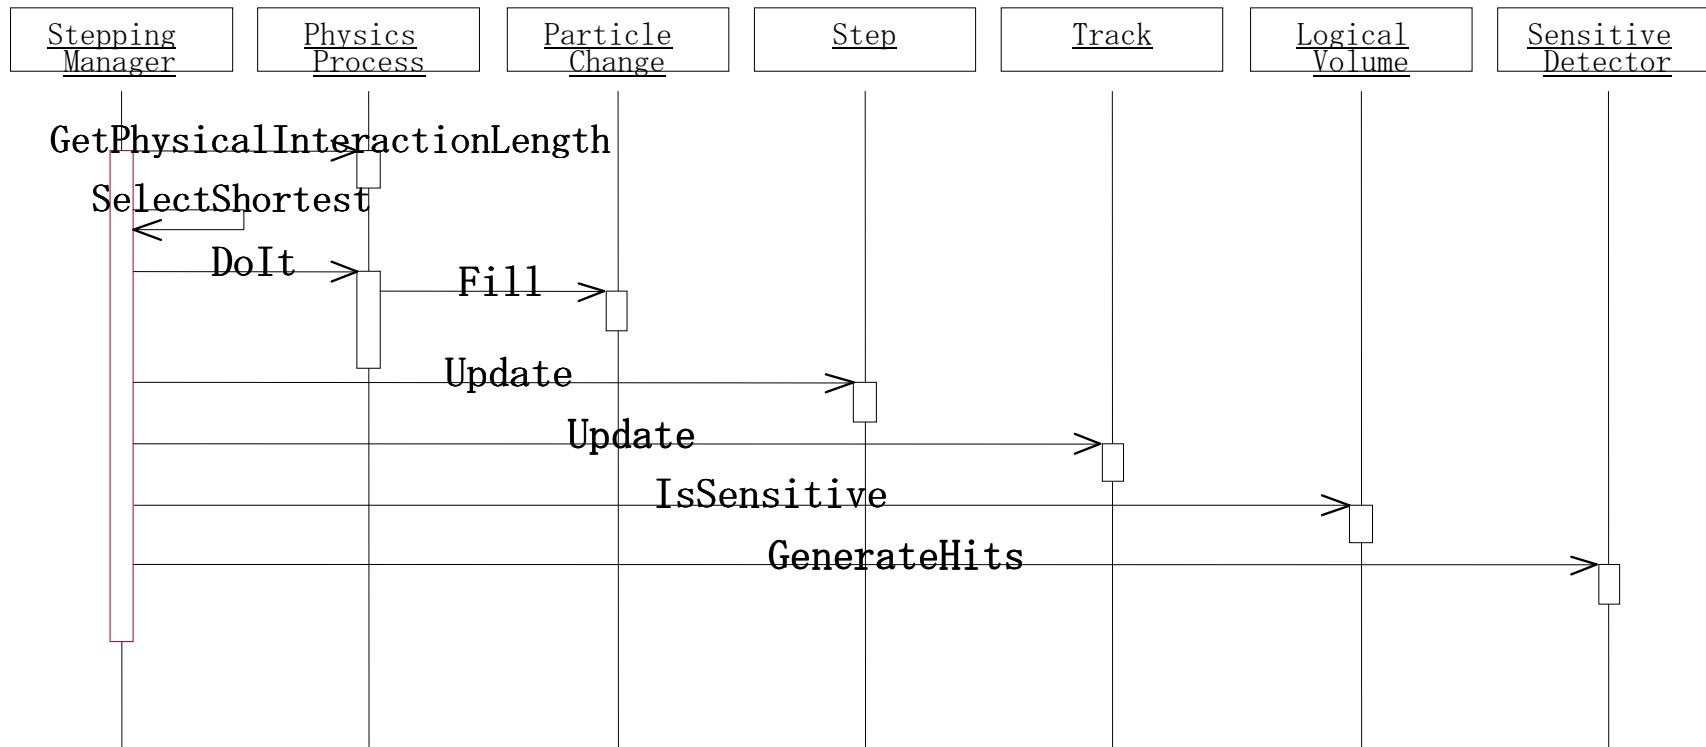 Stepping
Manager
Physics
Process
Particle
Change
Step
Track
Logical
Volume
Sensitive
Detector
GetPhysicalInteractionLength
SelectShortest
DoIt
Fill
Update
Update
IsSensitive
GenerateHits